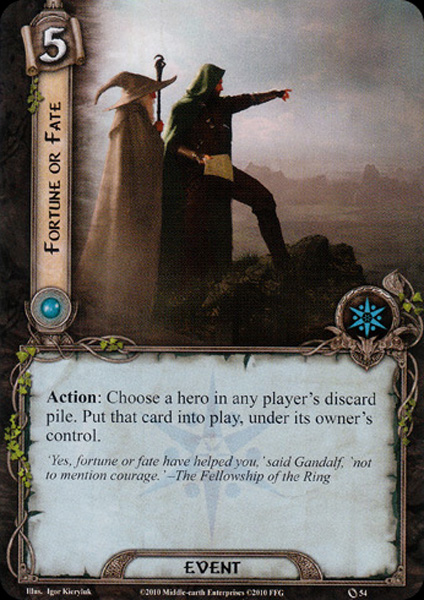 5
FORTUNE OR FATE
Action: Choose a hero in any player's discard
pile. Put that card into play, under its owner's
control.
'Yes, fortune or fate have helped you,' said Gandalf, 'not
to mention courage.' –The Fellowship of the Ring
EVENT
Illus. Igor Kieryluk
©2010 Middle-earth Enterprises ©2010 FFG
54